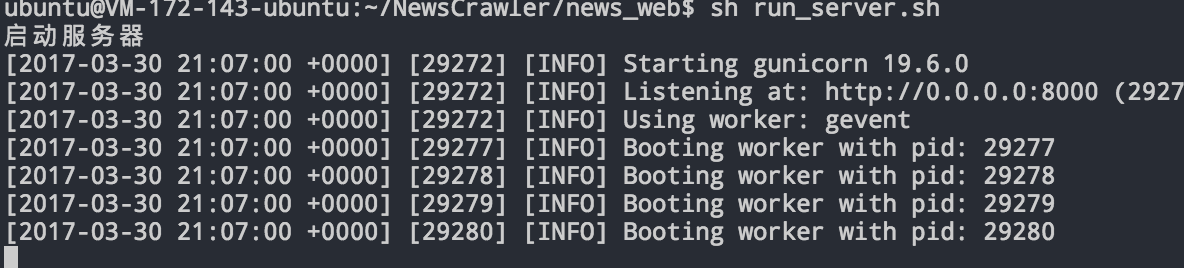 ubuntu@VM-172-143-ubuntu:~/NewsCrawler/news_web$ sh run_server.sh
启动服务器
[2017-03-30 21:07:00 +0000] [29272] [INFO] Starting gunicorn 19.6.0
[2017-03-30 21:07:00 +0000] [29272] [INFO] Listening at: http://0.0.0.0:8000 (2927
[2017-03-30 21:07:00 +0000] [29272] [INFO] Using worker: gevent
[2017-03-30 21:07:00 +0000] [29277] [INFO] Booting worker with pid: 29277
[2017-03-30 21:07:00 +0000] [29278] [INFO] Booting worker with pid: 29278
[2017-03-30 21:07:00 +0000] [29279] [INFO] Booting worker with pid: 29279
[2017-03-30 21:07:00 +0000] [29280] [INFO] Booting worker with pid: 29280